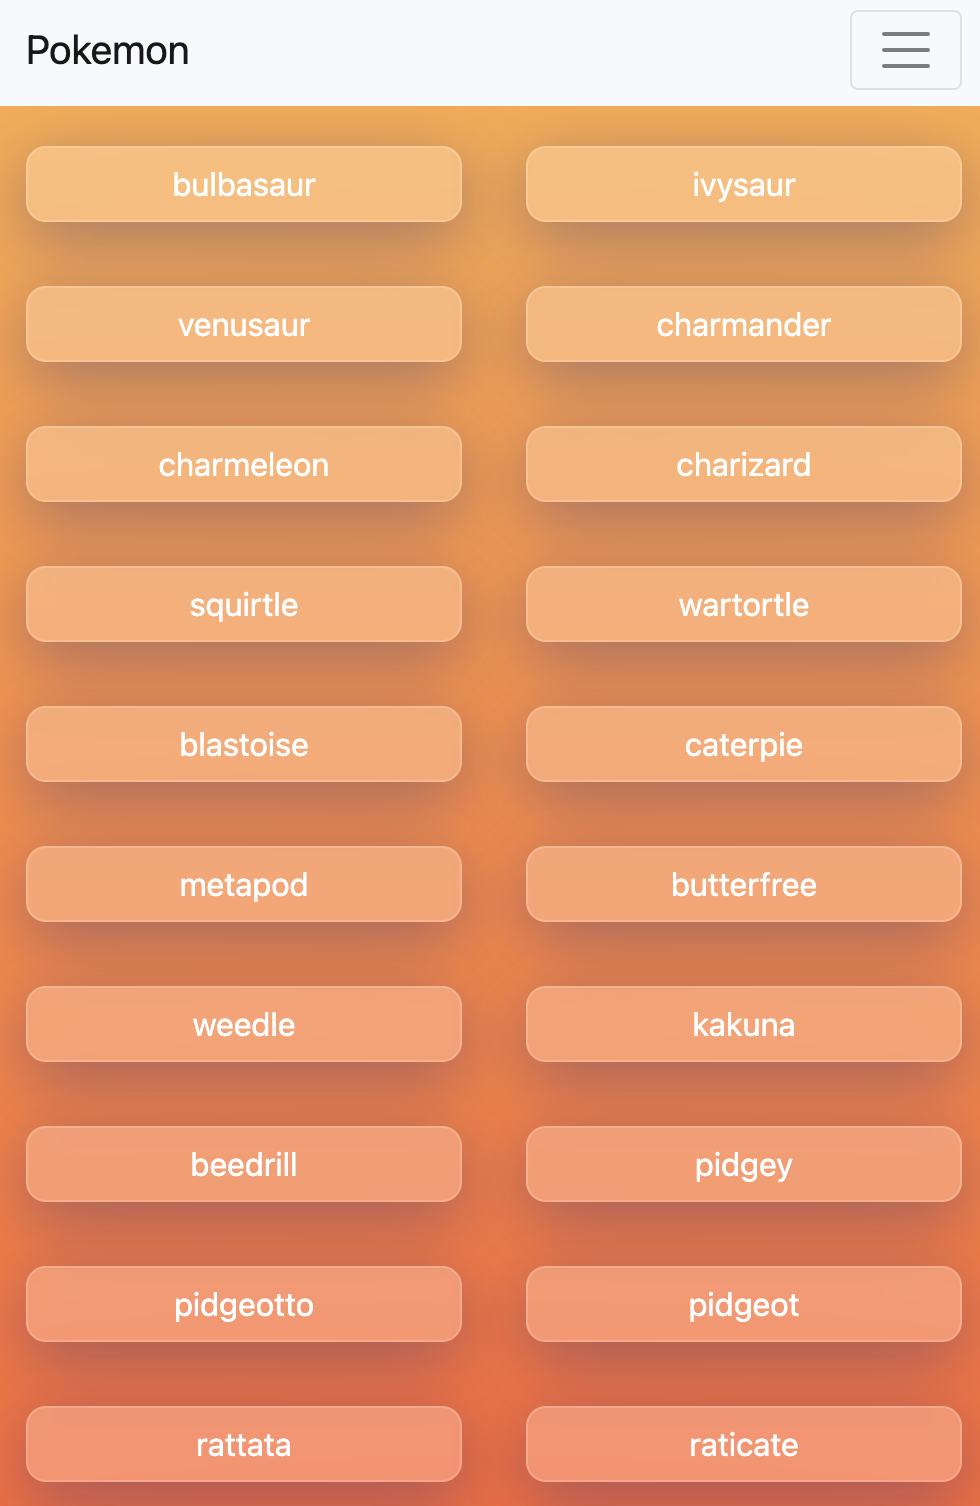 Pokemon
bulbasaur
ivysaur
venusaur
charmander
charmeleon
charizard
squirtle
wartortle
blastoise
caterpie
metapod
butterfree
weedle
kakuna
beedrill
pidgey
pidgeotto
pidgeot
rattata
raticate